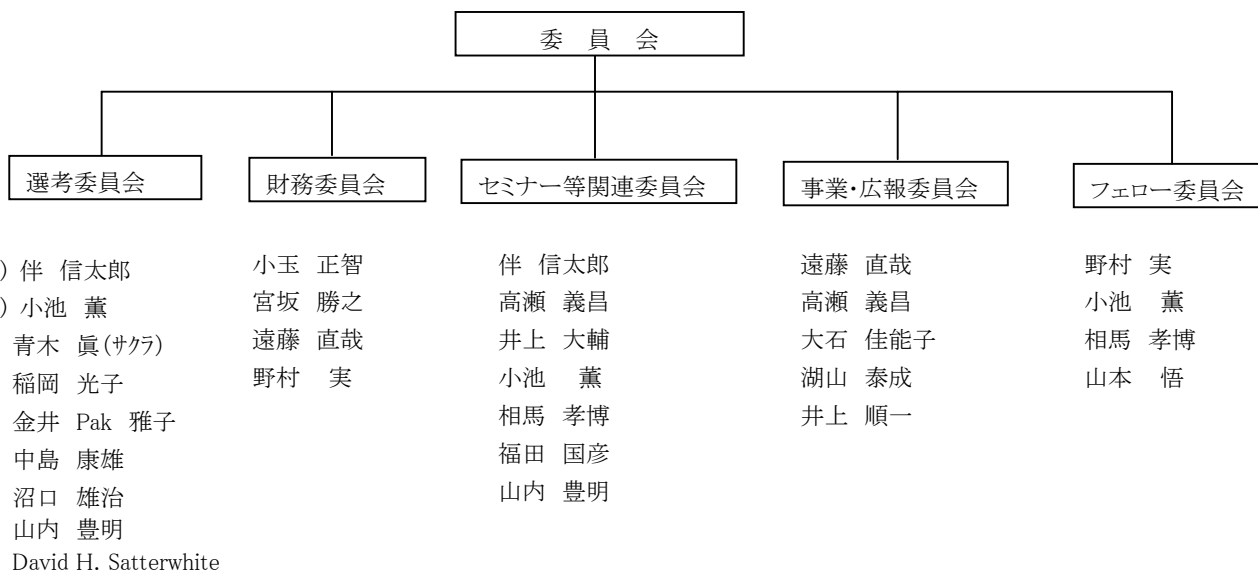 委 員 会
選考委員会
) 伴 信太郎
) 小池 薫
青木 眞(サクラ)
稲岡 光子
金井 Pak 雅子
中島 康雄
沼口 雄治
山内 豊明
David H. Satterwhite
財務委員会
小玉 正智
宮坂 勝之
遠藤 直哉
野村 実
セミナー等関連委員会
伴 信太郎
高瀬 義昌
井上 大輔
小池 薫
相馬 孝博
福田 国彦
山内 豊明
事業・広報委員会
遠藤 直哉
高瀬 義昌
大石 佳能子
湖山 泰成
井上 順一
フェロー委員会
野村 実
小池 薫
相馬 孝博
山本 悟